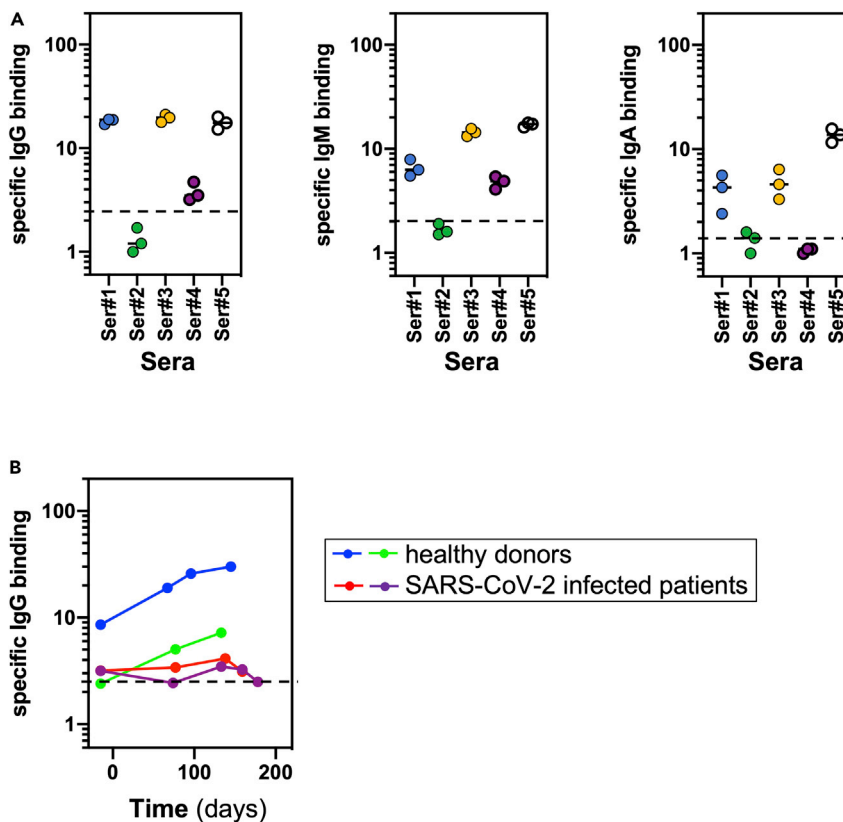 A
specific IgG binding
100
10
1
Ser#1
Ser#2
Ser#3
Ser#4
Ser#5
Sera
specific IgM binding
100
10
1
Ser#1
Ser#2
Ser#3
Ser#4
Ser#5
Sera
specific IgA binding
100
10
1
Ser#1
Ser#2
Ser#3
Ser#4
Ser#5
Sera
B
specific IgG binding
100
10
1
0 100 200
Time (days)
healthy donors
SARS-CoV-2 infected patients